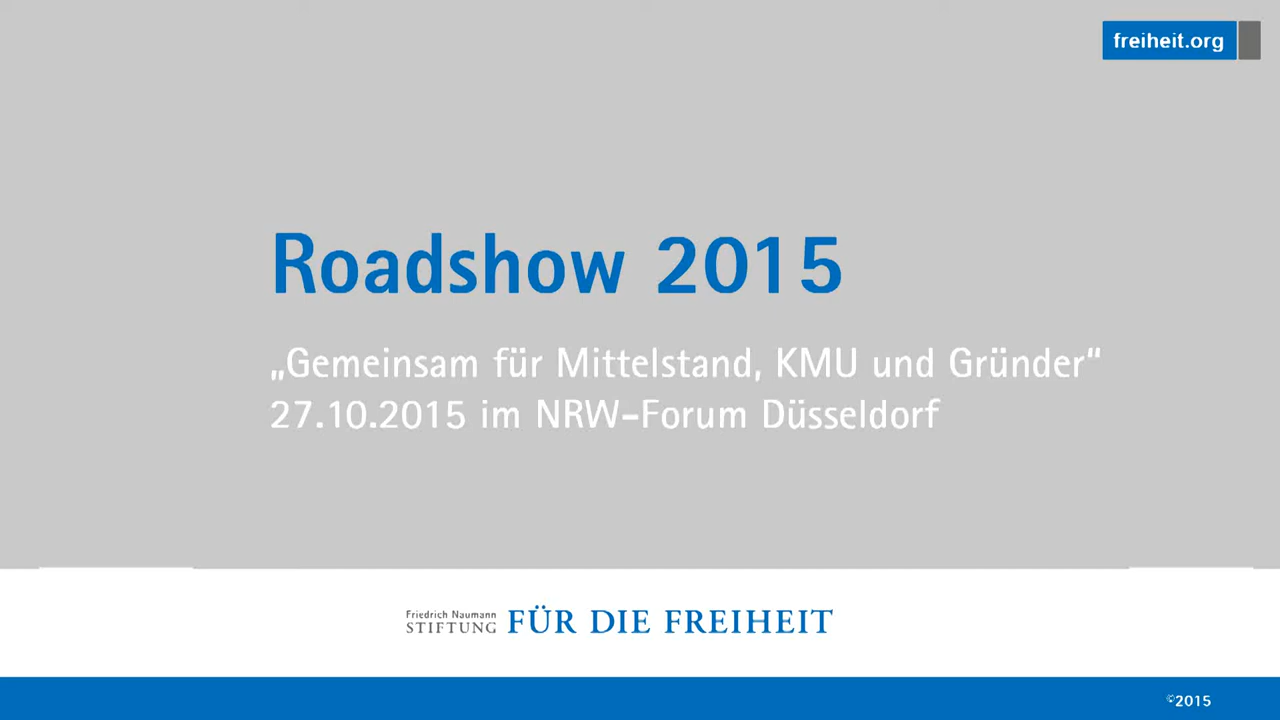 freiheit.org
Roadshow 2015
„Gemeinsam für Mittelstand, KMU und Gründer“
27.10.2015 im NRW-Forum Düsseldorf
Friedrich Naumann
STIFTUNG FÜR DIE FREIHEIT
©2015